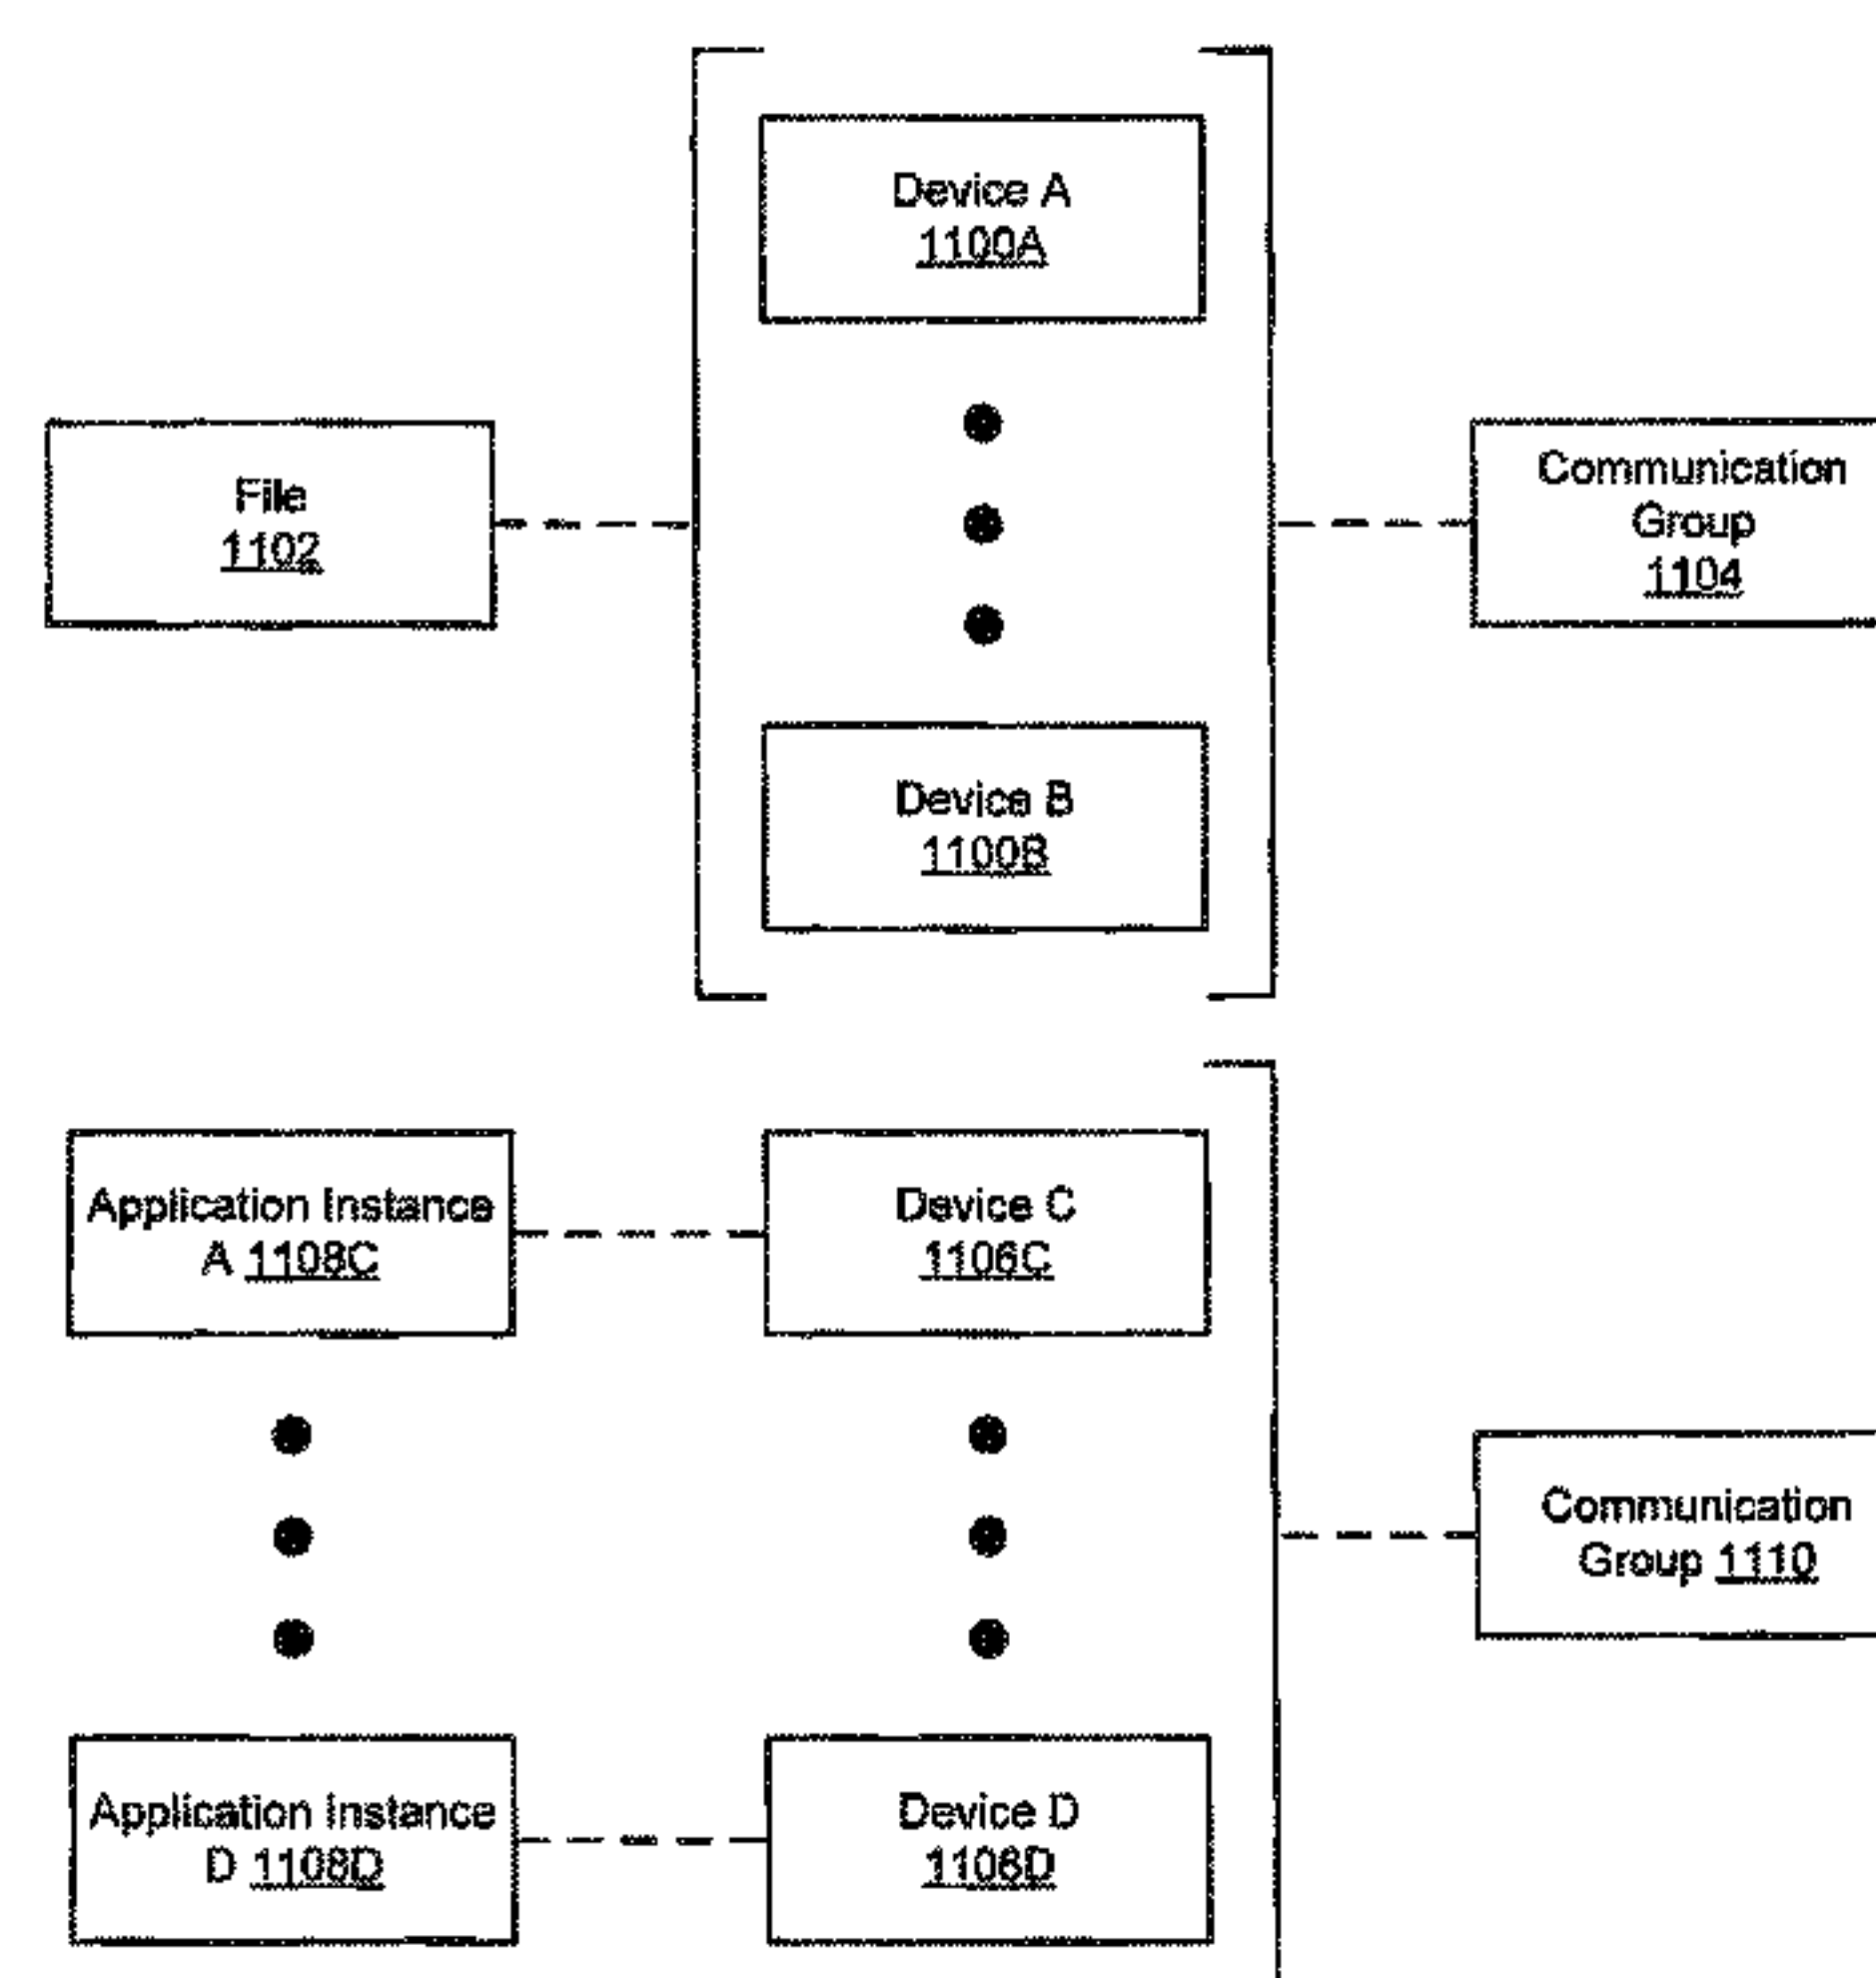 Device A
1100A
File
1102
Communication
Group
1104
Device B
1100B
Application Instance
A 1108C
Device C
1106C
Communication
Group 1110
Application Instance
D 1108D
Device D
1106D